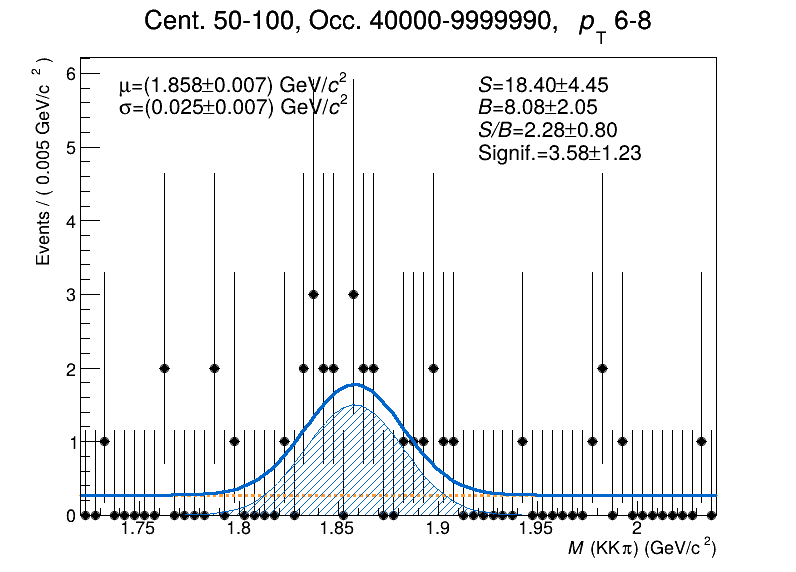 Cent. 50-100, Occ. 40000-9999990, p_T 6-8
Events / ( 0.005 GeV/c² )
μ=(1.858±0.007) GeV/c²
σ=(0.025±0.007) GeV/c²
S=18.40±4.45
B=8.08±2.05
S/B=2.28±0.80
Signif.=3.58±1.23
6
5
4
3
2
1
0
1.75 1.8 1.85 1.9 1.95 2
M (KKπ) (GeV/c²)